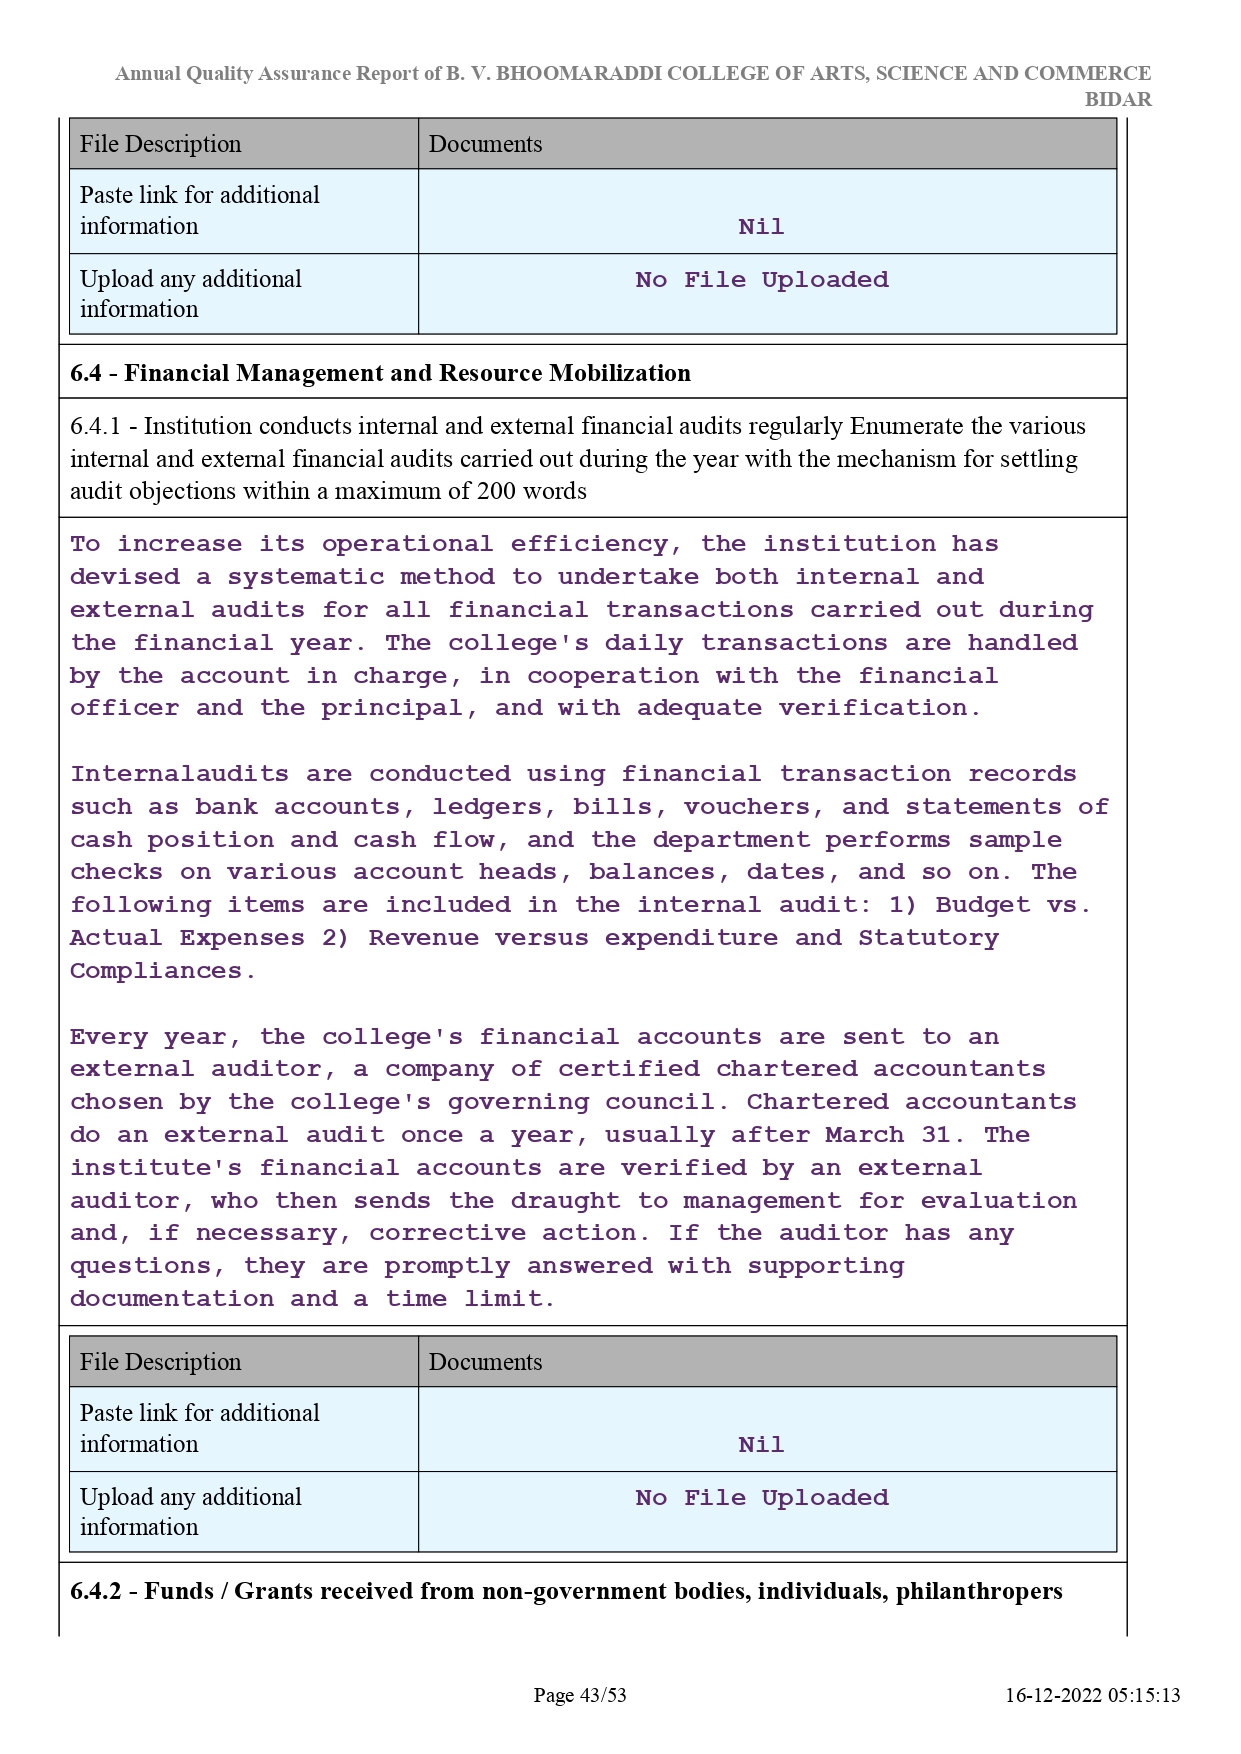 Annual Quality Assurance Report of B. V. BHOOMARADDI COLLEGE OF ARTS, SCIENCE AND COMMERCE
BIDAR
File Description Documents
Paste link for additional
information Nil
Upload any additional No File Uploaded
information
6.4 - Financial Management and Resource Mobilization
6.4.1 - Institution conducts internal and external financial audits regularly Enumerate the various
internal and external financial audits carried out during the year with the mechanism for settling
audit objections within a maximum of 200 words
To increase its operational efficiency, the institution has
devised a systematic method to undertake both internal and
external audits for all financial transactions carried out during
the financial year. The college's daily transactions are handled
by the account in charge, in cooperation with the financial
officer and the principal, and with adequate verification.
Internalaudits are conducted using financial transaction records
such as bank accounts, ledgers, bills, vouchers, and statements of
cash position and cash flow, and the department performs sample
checks on various account heads, balances, dates, and so on. The
following items are included in the internal audit: 1) Budget vs.
Actual Expenses 2) Revenue versus expenditure and Statutory
Compliances.
Every year, the college's financial accounts are sent to an
external auditor, a company of certified chartered accountants
chosen by the college's governing council. Chartered accountants
do an external audit once a year, usually after March 31. The
institute's financial accounts are verified by an external
auditor, who then sends the draught to management for evaluation
and, if necessary, corrective action. If the auditor has any
questions, they are promptly answered with supporting
documentation and a time limit.
File Description Documents
Paste link for additional
information Nil
Upload any additional No File Uploaded
information
6.4.2 - Funds / Grants received from non-government bodies, individuals, philanthropers
Page 43/53 16-12-2022 05:15:13